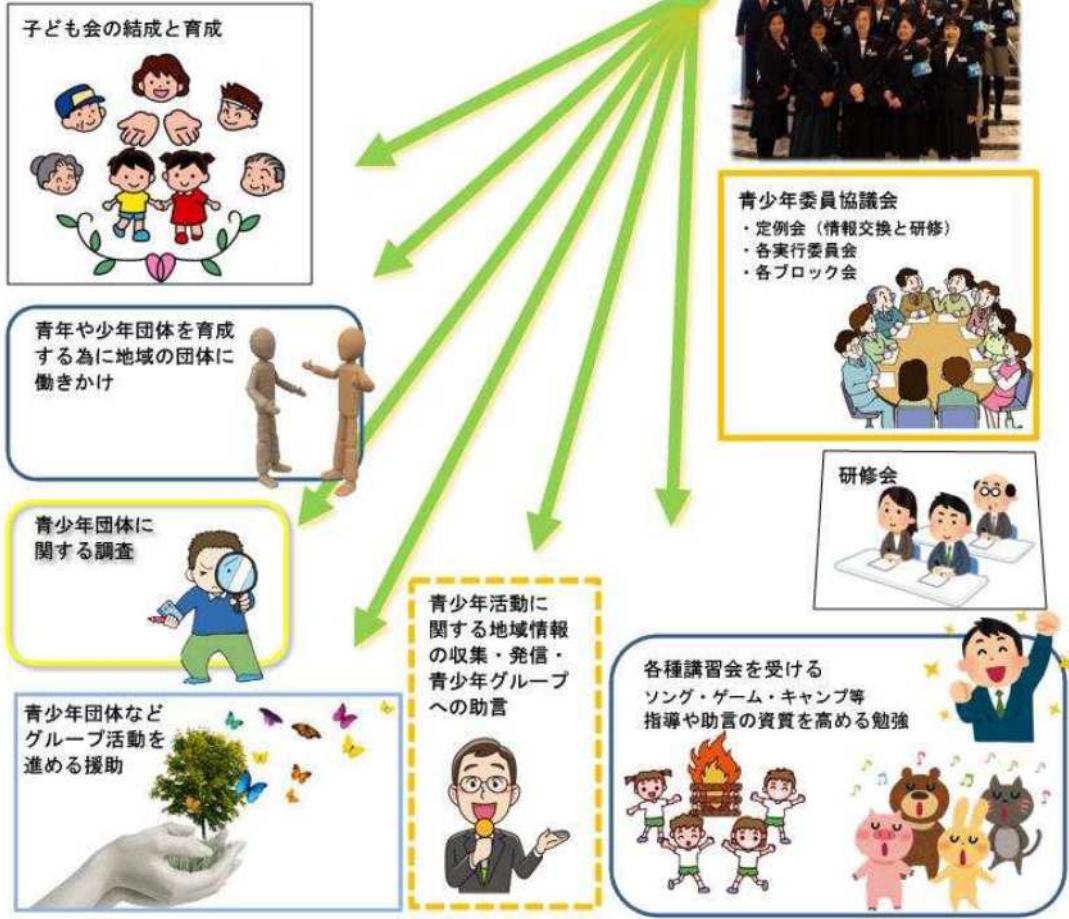 子ども会の結成と育成
青少年委員協議会
・定例会（情報交換と研修）
・各実行委員会
・各ブロック会
青年や少年団体を育成
する為に地域の団体に
働きかけ
研修会
青少年団体に
関する調査
青少年活動に
関する地域情報
の収集・発信・
青少年グループ
への助言
各種講習会を受ける
ソング・ゲーム・キャンプ等
指導や助言の資質を高める勉強
青少年団体など
グループ活動を
進める援助